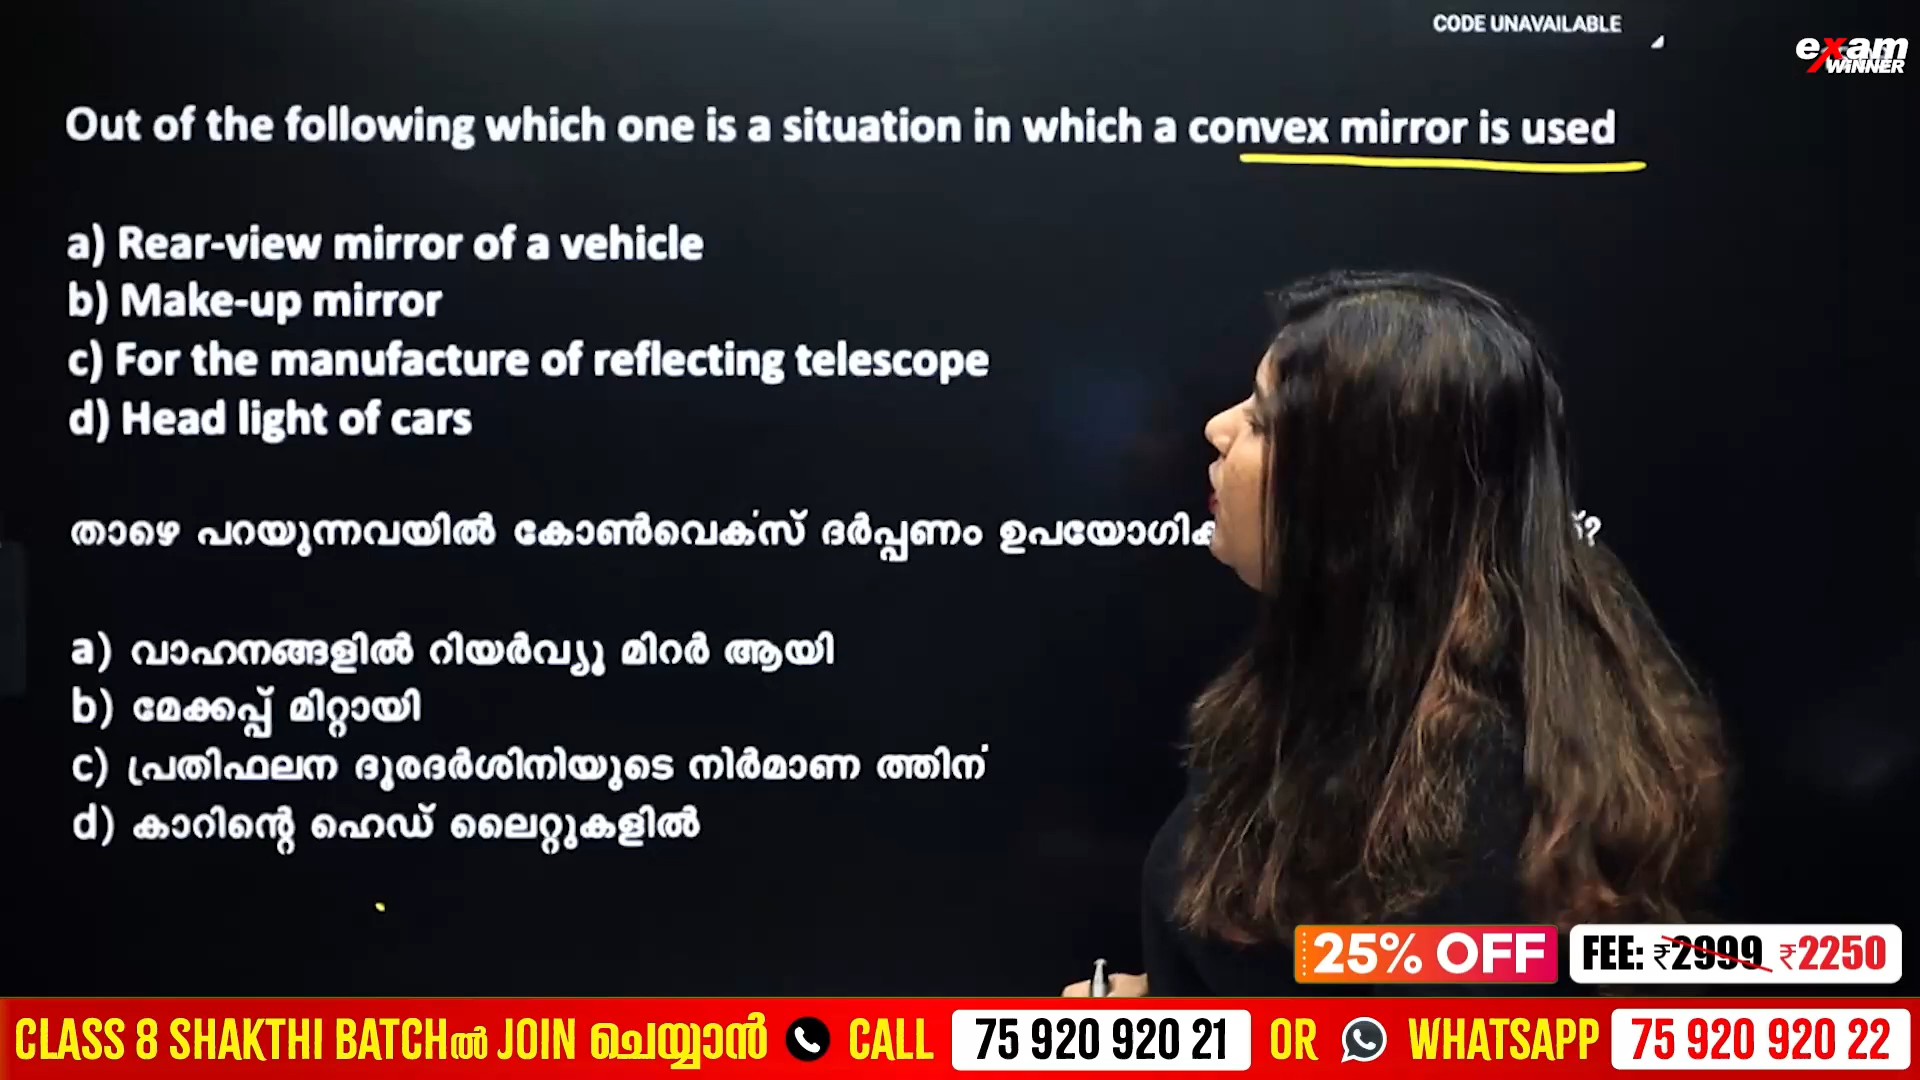 CODE UNAVAILABLE
exam WINNER
Out of the following which one is a situation in which a convex mirror is used
a) Rear-view mirror of a vehicle
b) Make-up mirror
c) For the manufacture of reflecting telescope
d) Head light of cars
താഴെ പറയുന്നവയിൽ കോൺവെക്സ് ദർപ്പണം
a) വാഹനങ്ങളിൽ റിയർവ്യൂ മിറർ ആയി
b) മേക്കപ്പ് മിറ്റായി
c) പ്രതിഫലന ദൂരദർശിനിയുടെ നിർമാണ ത്തിന്
d) കാറിന്റെ ഹെഡ് ലൈറ്റുകളിൽ
25% OFF FEE: ₹2999 ₹2250
CLASS 8 SHAKTHI BATCHൽ JOIN ചെയ്യാൻ CALL 75 920 920 21 OR WHATSAPP 75 920 920 22